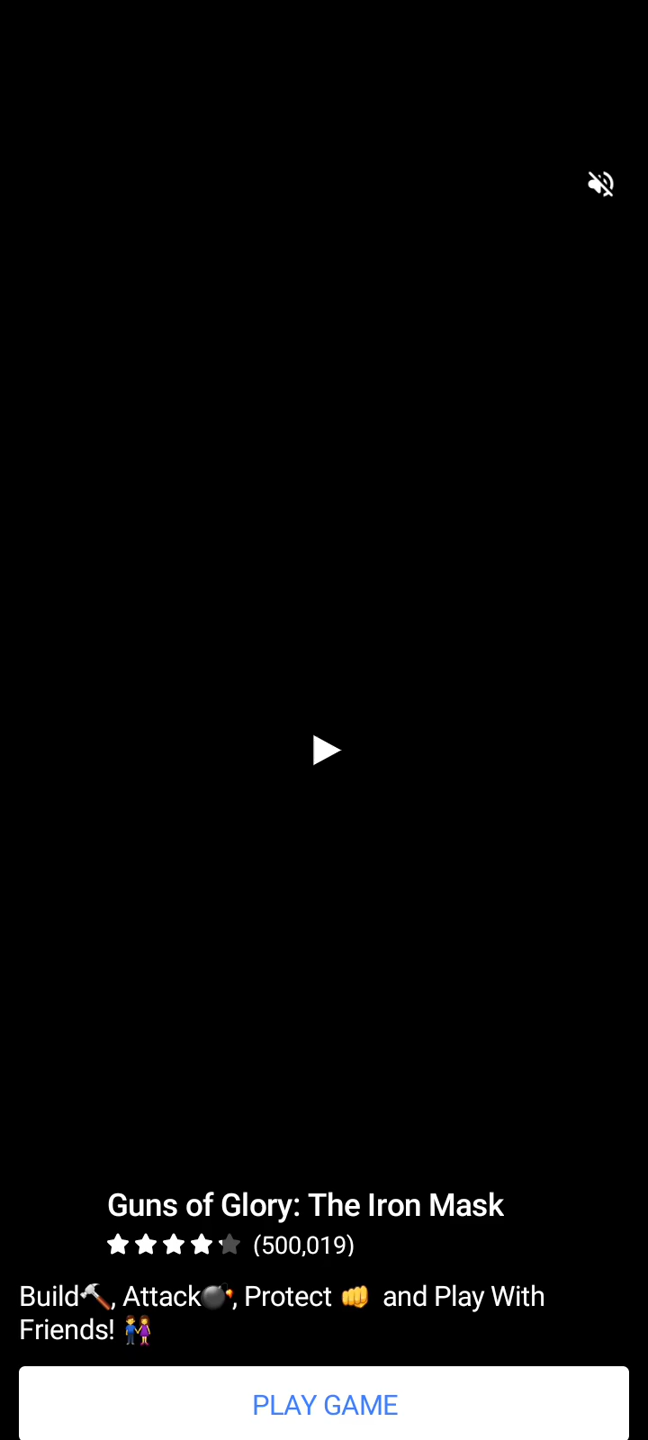 Guns of Glory: The Iron Mask
(500,019)
Build🔨, Attack💣, Protect 👊 and Play With
Friends! 👫
PLAY GAME